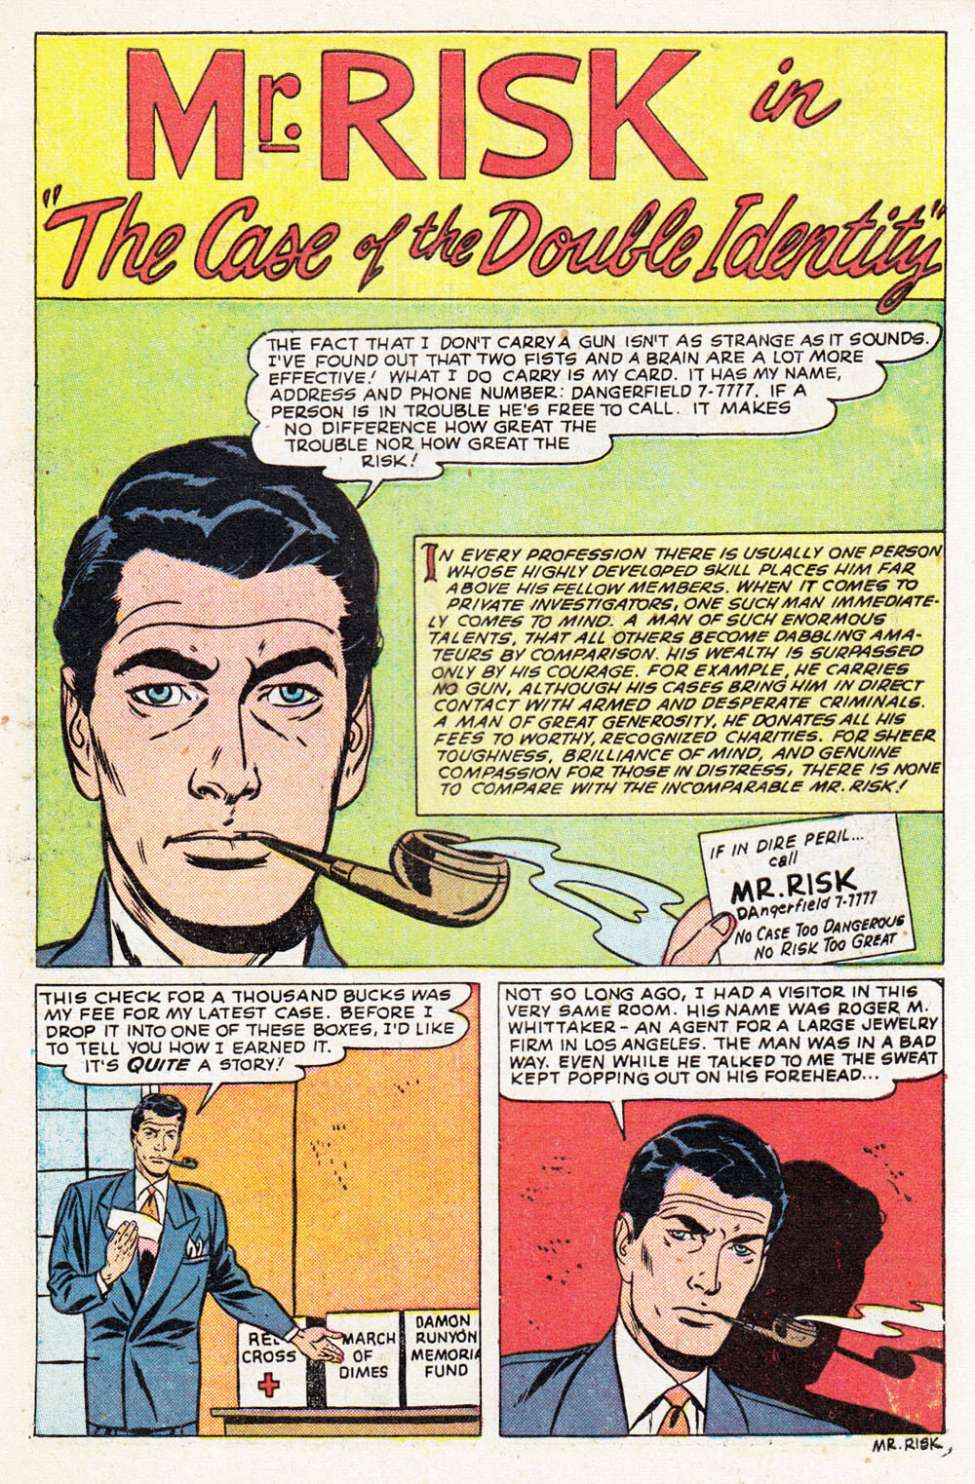 Mr. RISK in
"The Case of the Double Identity"
THE FACT THAT I DON'T CARRY A GUN ISN'T AS STRANGE AS IT SOUNDS.
I'VE FOUND OUT THAT TWO FISTS AND A BRAIN ARE A LOT MORE
EFFECTIVE! WHAT I DO CARRY IS MY CARD. IT HAS MY NAME,
ADDRESS AND PHONE NUMBER: DANGERFIELD 7-7777. IF A
PERSON IS IN TROUBLE HE'S FREE TO CALL. IT MAKES
NO DIFFERENCE HOW GREAT THE
TROUBLE NOR HOW GREAT THE
RISK!
IN EVERY PROFESSION THERE IS USUALLY ONE PERSON
WHOSE HIGHLY DEVELOPED SKILL PLACES HIM FAR
ABOVE HIS FELLOW MEMBERS. WHEN IT COMES TO
PRIVATE INVESTIGATORS, ONE SUCH MAN IMMEDIATE-
LY COMES TO MIND. A MAN OF SUCH ENORMOUS
TALENTS, THAT ALL OTHERS BECOME DABBLING AMA-
TEURS BY COMPARISON. HIS WEALTH IS SURPASSED
ONLY BY HIS COURAGE. FOR EXAMPLE, HE CARRIES
NO GUN, ALTHOUGH HIS CASES BRING HIM IN DIRECT
CONTACT WITH ARMED AND DESPERATE CRIMINALS.
A MAN OF GREAT GENEROSITY, HE DONATES ALL HIS
FEES TO WORTHY, RECOGNIZED CHARITIES. FOR SHEER
TOUGHNESS, BRILLIANCE OF MIND, AND GENUINE
COMPASSION FOR THOSE IN DISTRESS, THERE IS NONE
TO COMPARE WITH THE INCOMPARABLE MR. RISK!
IF IN DIRE PERIL...
call
MR. RISK
DAngerfield 7-7777
No Case Too Dangerous
No Risk Too Great
THIS CHECK FOR A THOUSAND BUCKS WAS
MY FEE FOR MY LATEST CASE. BEFORE I
DROP IT INTO ONE OF THESE BOXES, I'D LIKE
TO TELL YOU HOW I EARNED IT.
IT'S QUITE A STORY!
RED
CROSS
MARCH
OF
DIMES
DAMON
RUNYON
MEMORIA
FUND
NOT SO LONG AGO, I HAD A VISITOR IN THIS
VERY SAME ROOM. HIS NAME WAS ROGER M.
WHITTAKER - AN AGENT FOR A LARGE JEWELRY
FIRM IN LOS ANGELES. THE MAN WAS IN A BAD
WAY. EVEN WHILE HE TALKED TO ME THE SWEAT
KEPT POPPING OUT ON HIS FOREHEAD...
MR. RISK,